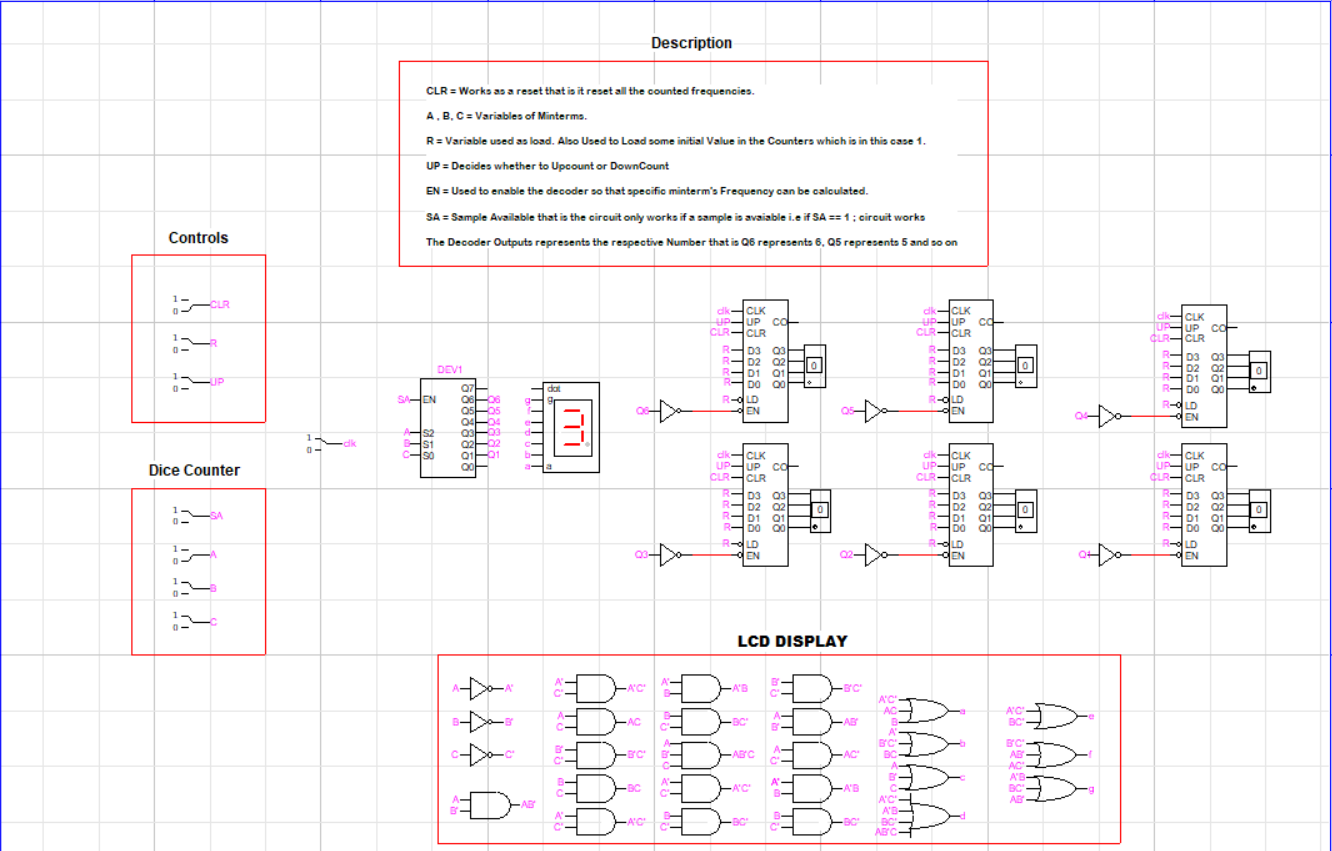 Description
CLR = Works as a reset that is it reset all the counted frequencies.
A , B, C = Variables of Minterms.
R = Variable used as load. Also Used to Load some initial Value in the Counters which is in this case 1.
UP = Decides whether to Upcount or DownCount
EN = Used to enable the decoder so that specific minterm's Frequency can be calculated.
SA = Sample Available that is the circuit only works if a sample is avaiable i.e if SA == 1 ; circuit works
The Decoder Outputs represents the respective Number that is Q6 represents 6, Q5 represents 5 and so on
Controls
1
0
CLR
1
0
R
1
0
UP
1
0
clk
Dice Counter
1
0
SA
1
0
A
1
0
B
1
0
C
DEV1
SA EN Q7
Q6 Q6
Q5 Q5
Q4 Q4
A S2 Q3 Q3
B S1 Q2 Q2
C S0 Q1 Q1
Q0
dot
g g
f
e
d
c
b
a a
3
clk CLK
UP UP CO
CLR CLR
R D3 Q3
R D2 Q2
R D1 Q1
R D0 Q0
0
R LD
Q6 EN
clk CLK
UP UP CO
CLR CLR
R D3 Q3
R D2 Q2
R D1 Q1
R D0 Q0
0
R LD
Q5 EN
clk CLK
UP UP CO
CLR CLR
R D3 Q3
R D2 Q2
R D1 Q1
R D0 Q0
0
R LD
Q4 EN
clk CLK
UP UP CO
CLR CLR
R D3 Q3
R D2 Q2
R D1 Q1
R D0 Q0
0
R LD
Q3 EN
clk CLK
UP UP CO
CLR CLR
R D3 Q3
R D2 Q2
R D1 Q1
R D0 Q0
0
R LD
Q2 EN
clk CLK
UP UP CO
CLR CLR
R D3 Q3
R D2 Q2
R D1 Q1
R D0 Q0
0
R LD
Q1 EN
LCD DISPLAY
A A'
B B'
C C'
A
B' AB'
A'
C' A'C'
A
C AC
B'
C' B'C'
B
C BC
A'
C' A'C'
A'
B A'B
B
C' BC'
A
B' AB'C
C
A'
C' A'C'
B
C' BC'
B'
C' B'C'
A
B' AB'
A
C' AC'
A'
B A'B
B
C' BC'
A'C'
AC a
B
A'
B'C' b
BC
A
B' c
C
A'C'
A'B
BC' d
AB'C
A'C'
BC' e
B'C'
AB' f
AC'
A'B
BC' g
AB'